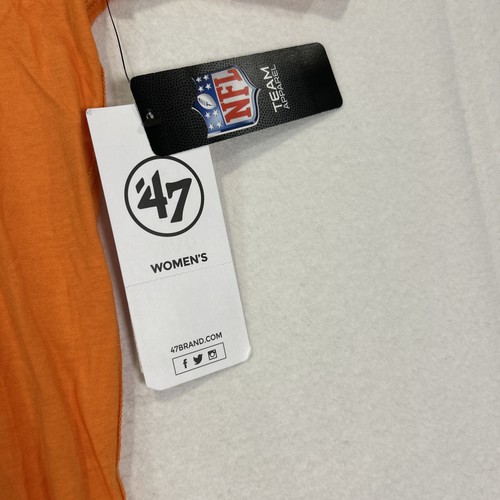 NFL
TEAM
APPAREL
'47
WOMEN'S
47BRAND.COM